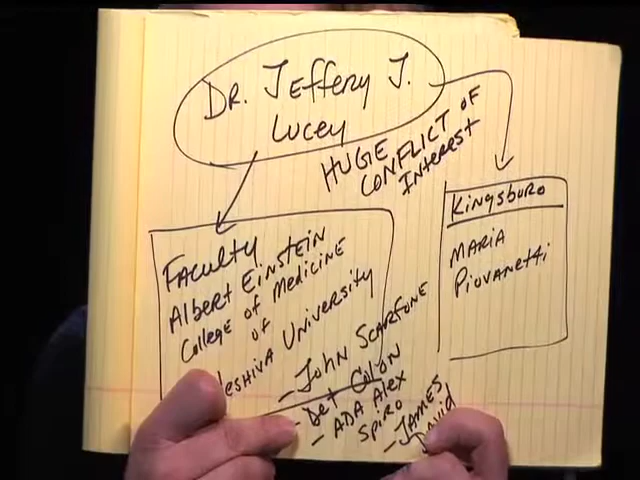 DR. Jeffery J.
Lucey
HUGE
CONFLICT OF
Interest
Kingsboro
MARIA
Piovanetti
FACULTY
Albert Einstein
College of Medicine
of
Yeshiva University
- John Scarfone
- Det Colon
- ADA Alex
Spiro
- JAMES
David